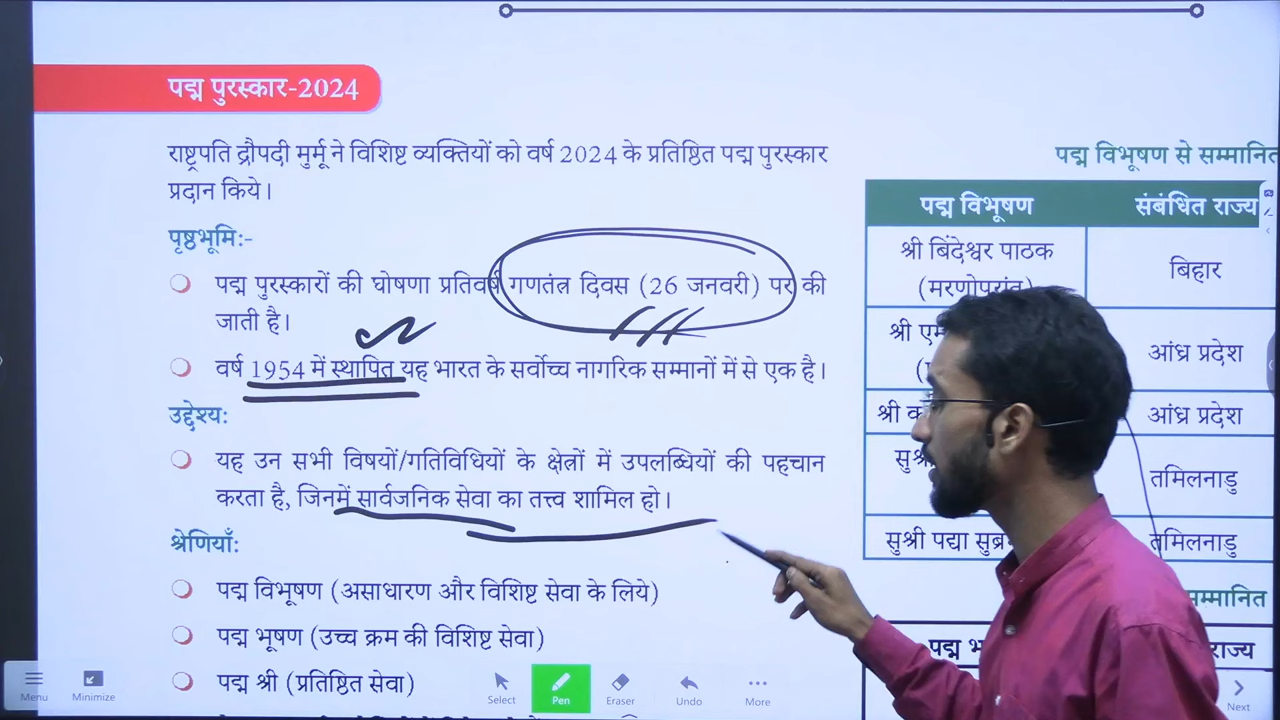 पद्म पुरस्कार-2024
राष्ट्रपति द्रौपदी मुर्मू ने विशिष्ट व्यक्तियों को वर्ष 2024 के प्रतिष्ठित पद्म पुरस्कार
प्रदान किये।
पृष्ठभूमि:-
पद्म पुरस्कारों की घोषणा प्रतिवर्ष गणतंत्र दिवस (26 जनवरी) पर की
जाती है।
वर्ष 1954 में स्थापित यह भारत के सर्वोच्च नागरिक सम्मानों में से एक है।
उद्देश्य:
यह उन सभी विषयों/गतिविधियों के क्षेत्रों में उपलब्धियों की पहचान
करता है, जिनमें सार्वजनिक सेवा का तत्त्व शामिल हो।
श्रेणियाँ:
पद्म विभूषण (असाधारण और विशिष्ट सेवा के लिये)
पद्म भूषण (उच्च क्रम की विशिष्ट सेवा)
पद्म श्री (प्रतिष्ठित सेवा)
पद्म विभूषण से सम्मानित
पद्म विभूषण संबंधित राज्य
श्री बिंदेश्वर पाठक
(मरणोपरांत) बिहार
श्री आंध्र प्रदेश
श्री आंध्र प्रदेश
तमिलनाडु
सुश्री पद्मा तमिलनाडु
सम्मानित
पद्म राज्य
Menu Minimize Select Pen Eraser Undo More Next